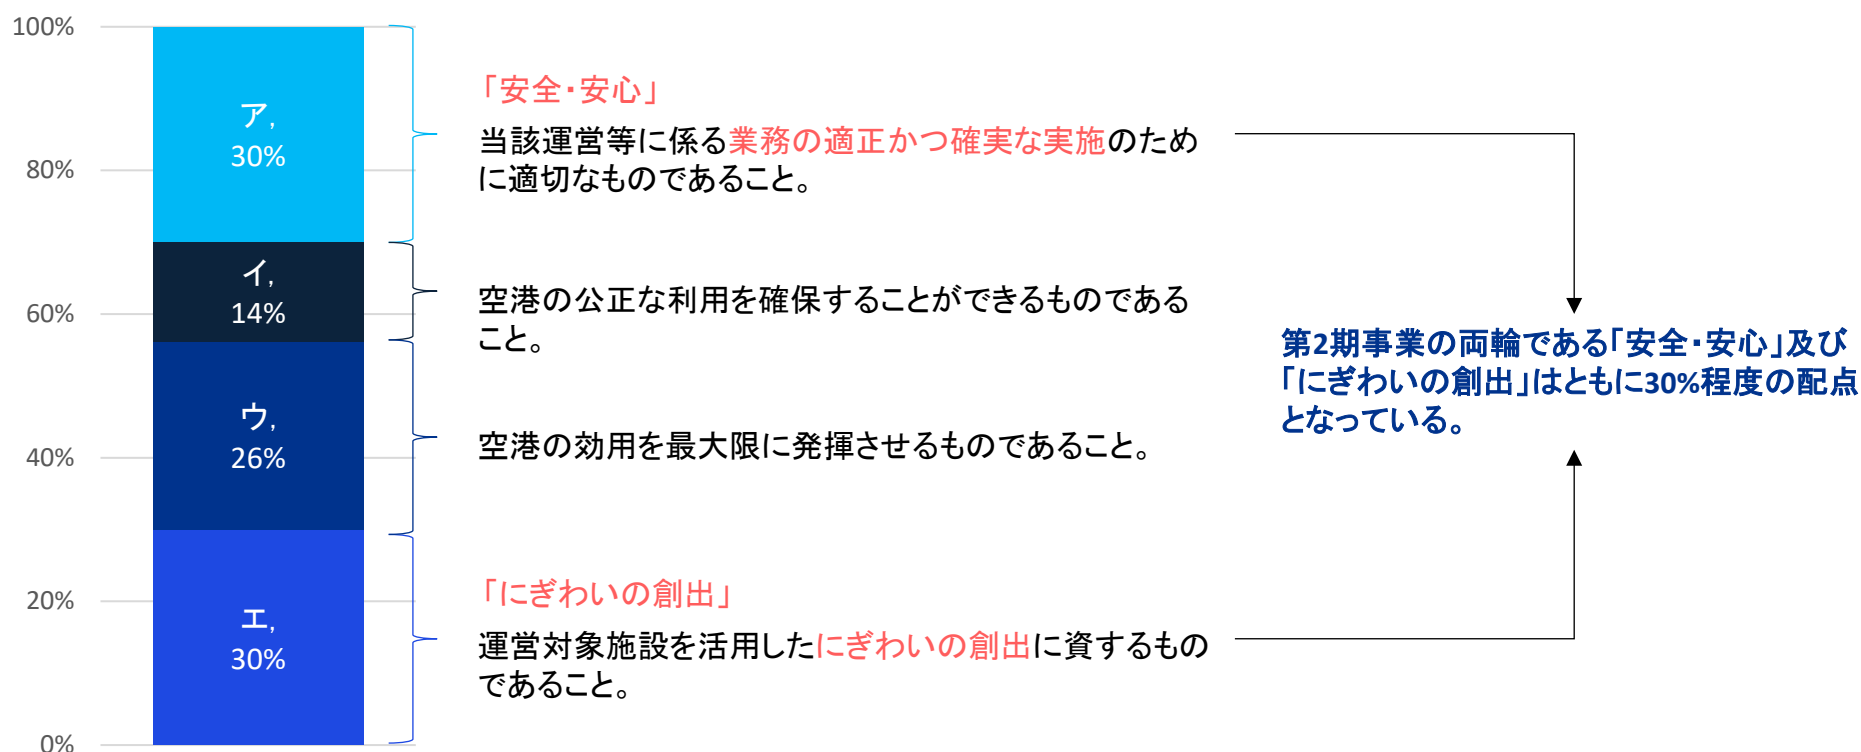 100%
80%
60%
40%
20%
0%
ア,
30%
イ,
14%
ウ,
26%
エ,
30%
「安全・安心」
当該運営等に係る業務の適正かつ確実な実施のため
に適切なものであること。
空港の公正な利用を確保することができるものである
こと。
空港の効用を最大限に発揮させるものであること。
「にぎわいの創出」
運営対象施設を活用したにぎわいの創出に資するもの
であること。
第2期事業の両輪である「安全・安心」及び
「にぎわいの創出」はともに30%程度の配点
となっている。